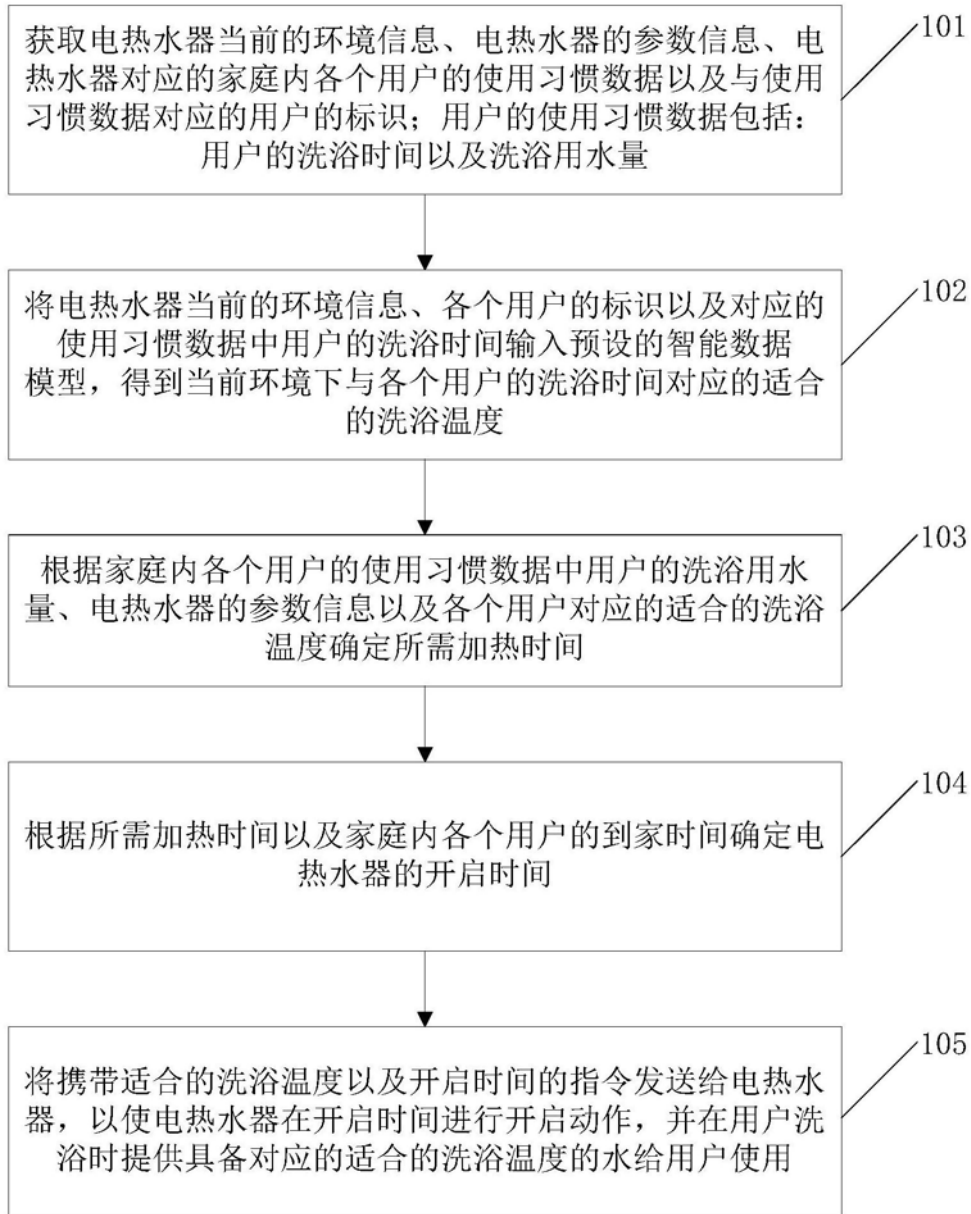 获取电热水器当前的环境信息、电热水器的参数信息、电
热水器对应的家庭内各个用户的使用习惯数据以及与使用
习惯数据对应的用户的标识；用户的使用习惯数据包括：
用户的洗浴时间以及洗浴用水量
101
将电热水器当前的环境信息、各个用户的标识以及对应的
使用习惯数据中用户的洗浴时间输入预设的智能数据
模型，得到当前环境下与各个用户的洗浴时间对应的适合
的洗浴温度
102
根据家庭内各个用户的使用习惯数据中用户的洗浴用水
量、电热水器的参数信息以及各个用户对应的适合的洗浴
温度确定所需加热时间
103
根据所需加热时间以及家庭内各个用户的到家时间确定电
热水器的开启时间
104
将携带适合的洗浴温度以及开启时间的指令发送给电热水
器，以使电热水器在开启时间进行开启动作，并在用户洗
浴时提供具备对应的适合的洗浴温度的水给用户使用
105